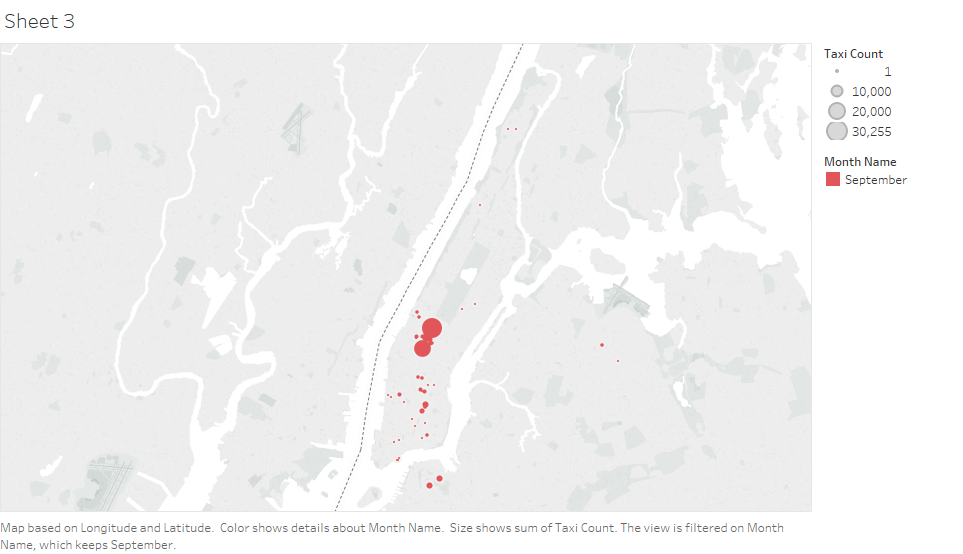 Sheet 3
Taxi Count
1
10,000
20,000
30,255
Month Name
September
Map based on Longitude and Latitude.  Color shows details about Month Name.  Size shows sum of Taxi Count. The view is filtered on Month
Name, which keeps September.